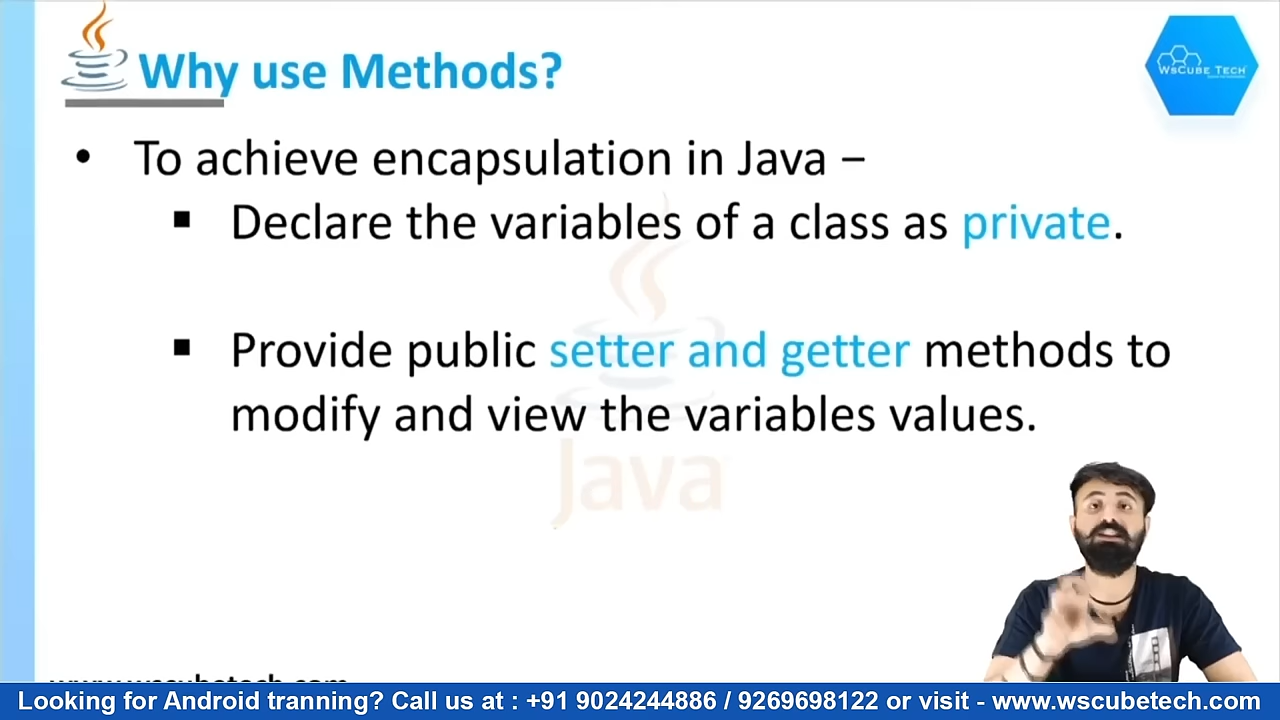 Why use Methods?
WsCube Tech
• To achieve encapsulation in Java –
▪ Declare the variables of a class as private.
▪ Provide public setter and getter methods to
modify and view the variables values.
Java
www.wscubetech.com
Looking for Android tranning? Call us at : +91 9024244886 / 9269698122 or visit - www.wscubetech.com